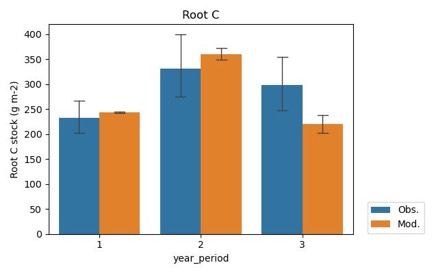 Root C
Root C stock (g m-2)
400
350
300
250
200
150
100
50
0
1 2 3
year_period
Obs.
Mod.